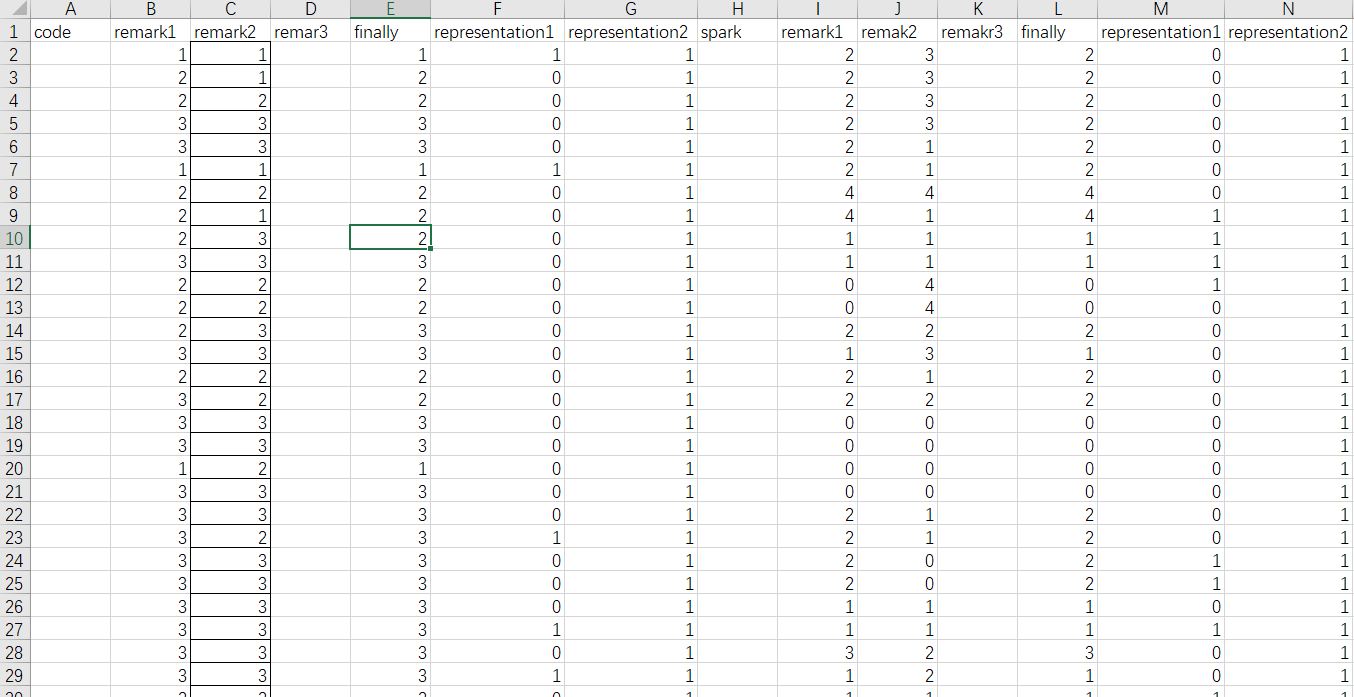 A B C D E F G H I J K L M N
1 code remark1 remark2 remar3 finally representation1 representation2 spark remark1 remak2 remakr3 finally representation1 representation2
2 1 1 1 1 1 2 3 2 0 1
3 2 1 2 0 1 2 3 2 0 1
4 2 2 2 0 1 2 3 2 0 1
5 3 3 3 0 1 2 3 2 0 1
6 3 3 3 0 1 2 1 2 0 1
7 1 1 1 1 1 2 1 2 0 1
8 2 2 2 0 1 4 4 4 0 1
9 2 1 2 0 1 4 1 4 1 1
10 2 3 2 0 1 1 1 1 1 1
11 3 3 3 0 1 1 1 1 1 1
12 2 2 2 0 1 0 4 0 1 1
13 2 2 2 0 1 0 4 0 0 1
14 2 3 3 0 1 2 2 2 0 1
15 3 3 3 0 1 1 3 1 0 1
16 2 2 2 0 1 2 1 2 0 1
17 3 2 2 0 1 2 2 2 0 1
18 3 3 3 0 1 0 0 0 0 1
19 3 3 3 0 1 0 0 0 0 1
20 1 2 1 0 1 0 0 0 0 1
21 3 3 3 0 1 0 0 0 0 1
22 3 3 3 0 1 2 1 2 0 1
23 3 2 3 1 1 2 1 2 0 1
24 3 3 3 0 1 2 0 2 1 1
25 3 3 3 0 1 2 0 2 1 1
26 3 3 3 0 1 1 1 1 0 1
27 3 3 3 1 1 1 1 1 1 1
28 3 3 3 0 1 3 2 3 0 1
29 3 3 3 1 1 1 2 1 0 1